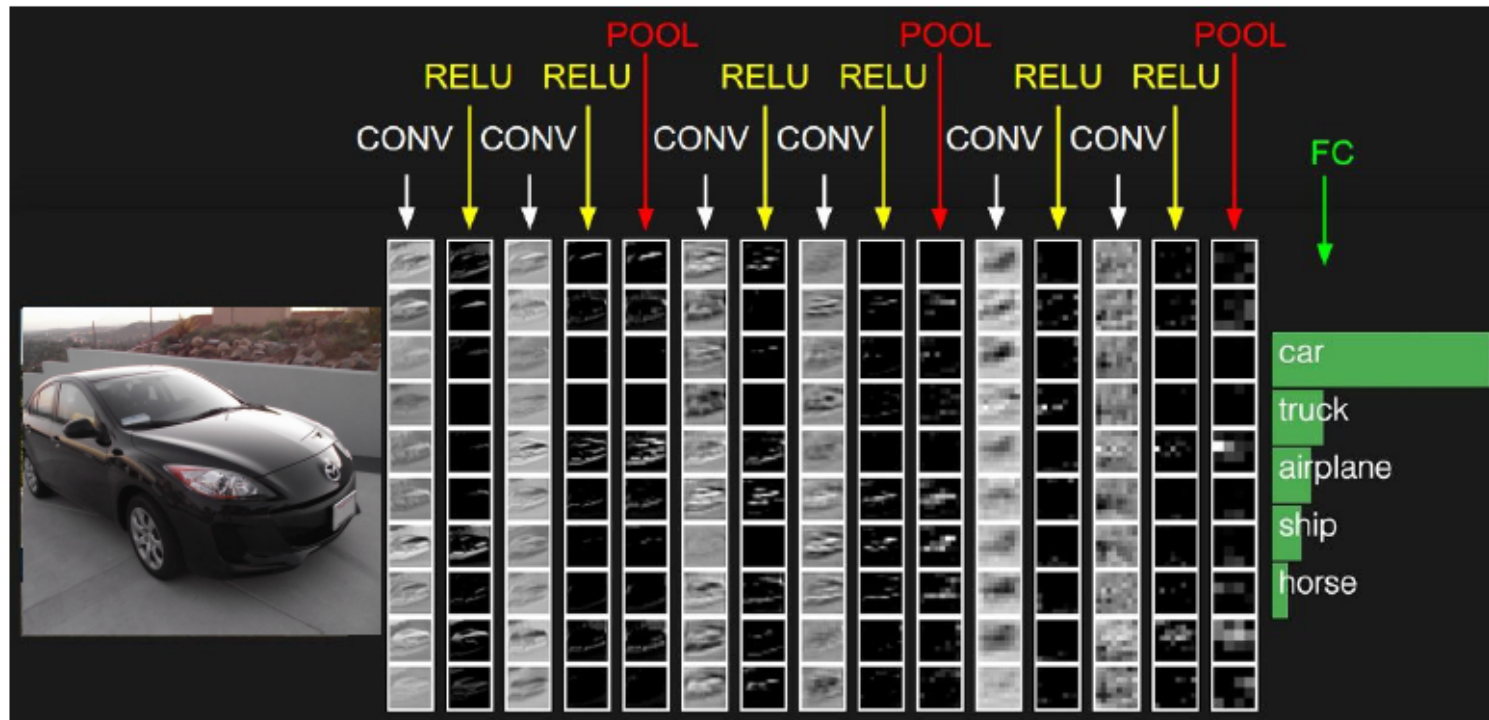 POOL POOL POOL
RELU RELU RELU RELU RELU RELU
CONV CONV CONV CONV CONV CONV
FC
car
truck
airplane
ship
horse